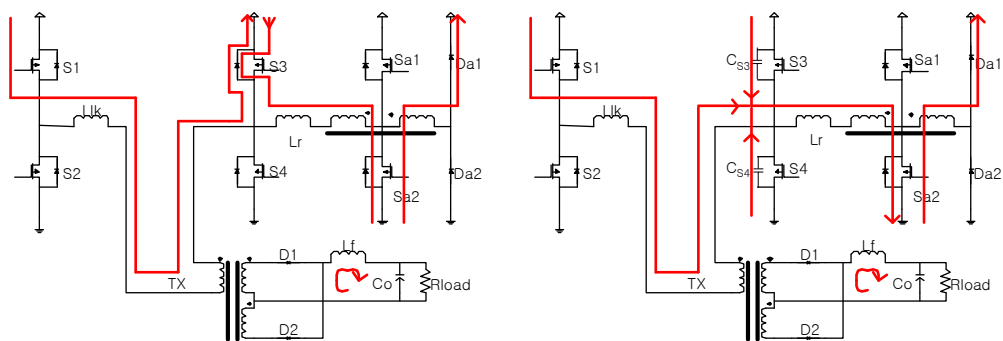 S1
S3
Sa1
Da1
Llk
Lr
S2
S4
Sa2
Da2
TX
D1
Lf
Co
Rload
D2
S1
CS3
S3
Sa1
Da1
Llk
Lr
S2
CS4
S4
Sa2
Da2
TX
D1
Lf
Co
Rload
D2